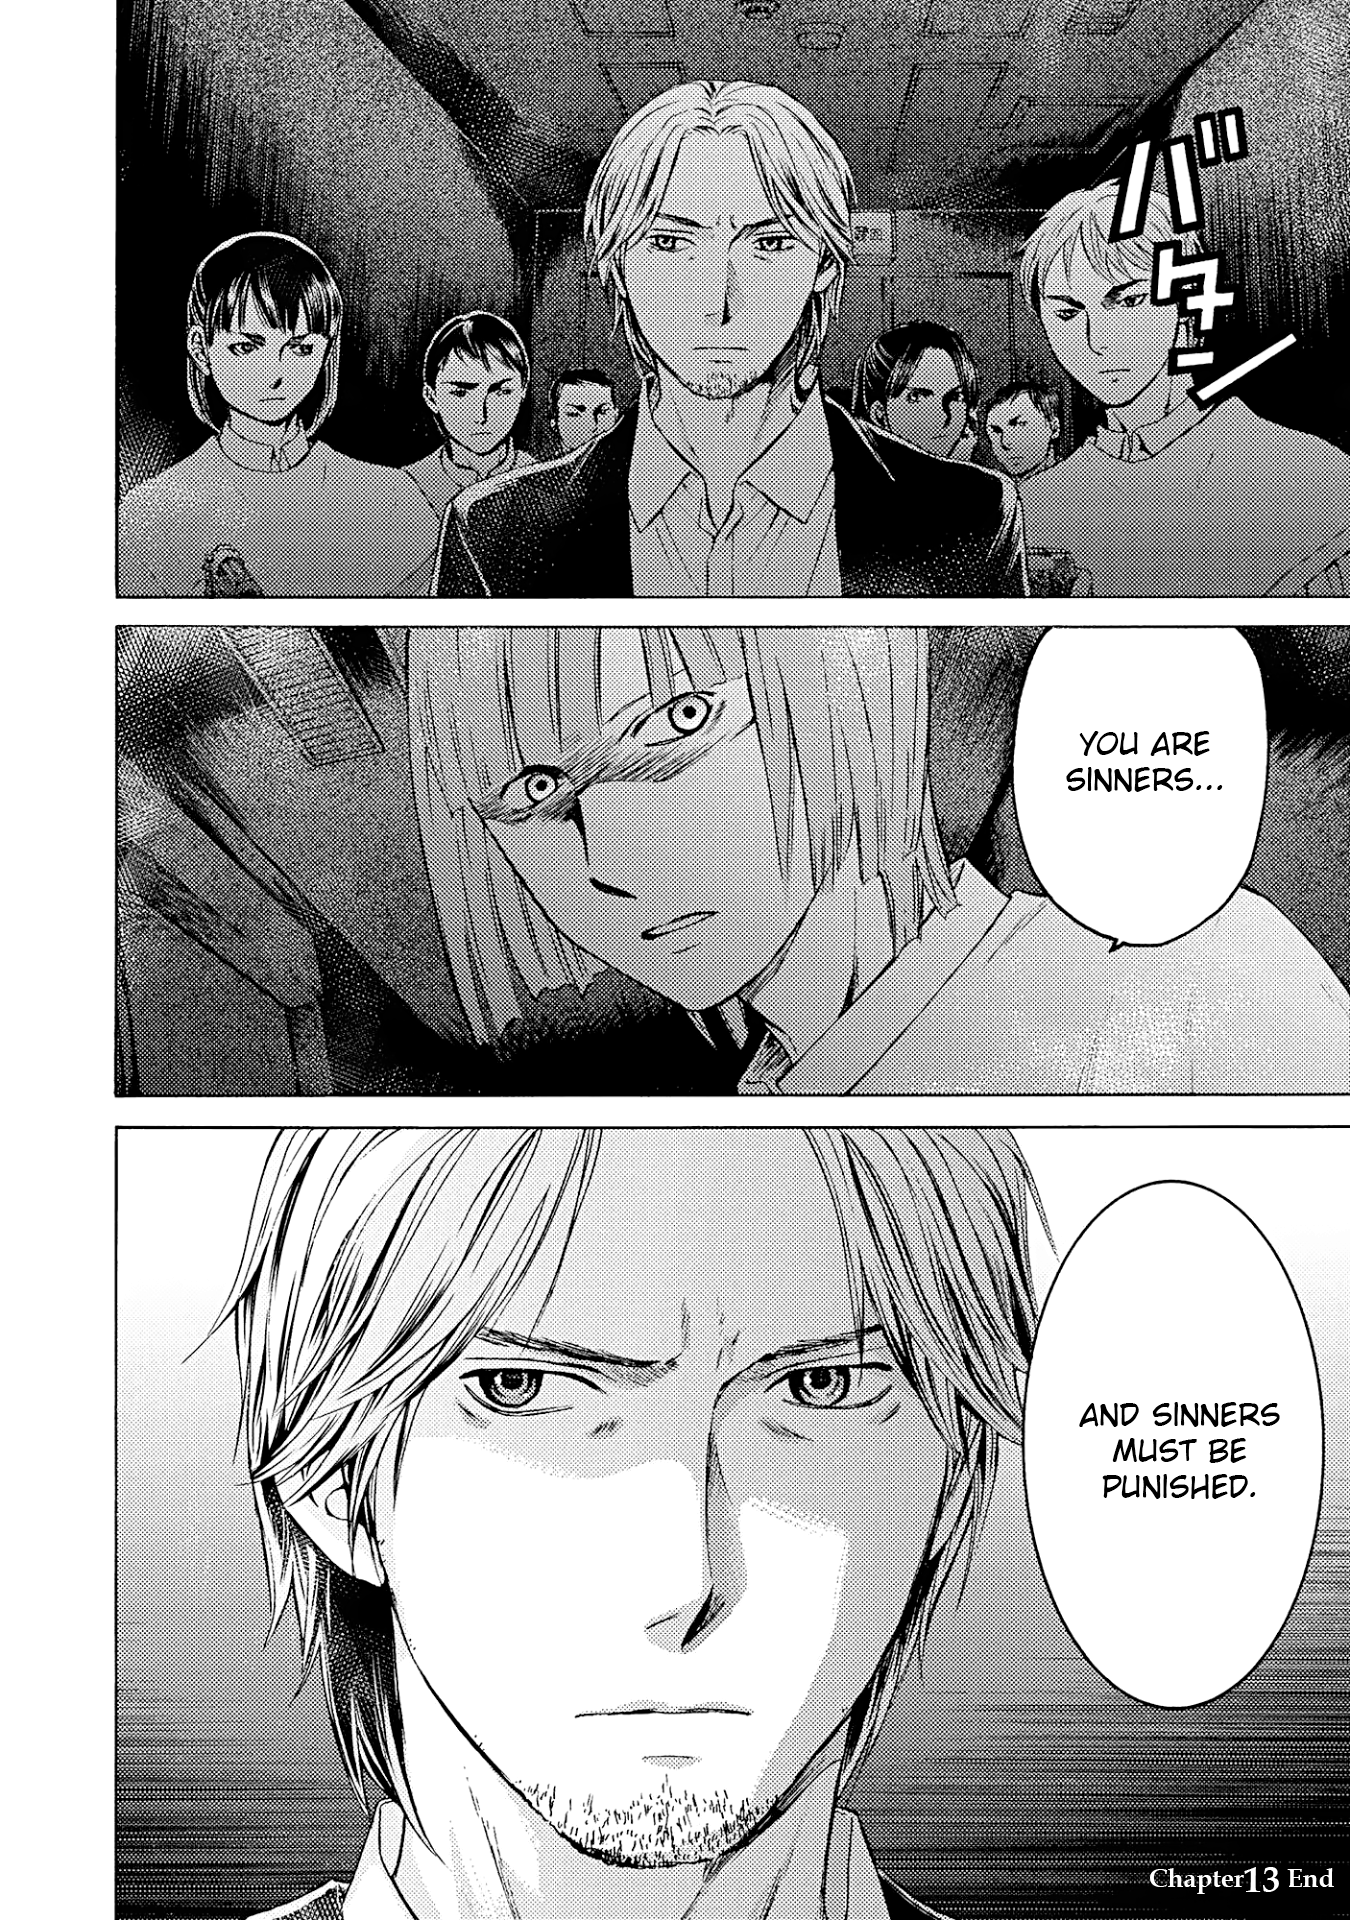 バタン
YOU ARE
SINNERS...
AND SINNERS
MUST BE
PUNISHED.
Chapter13 End